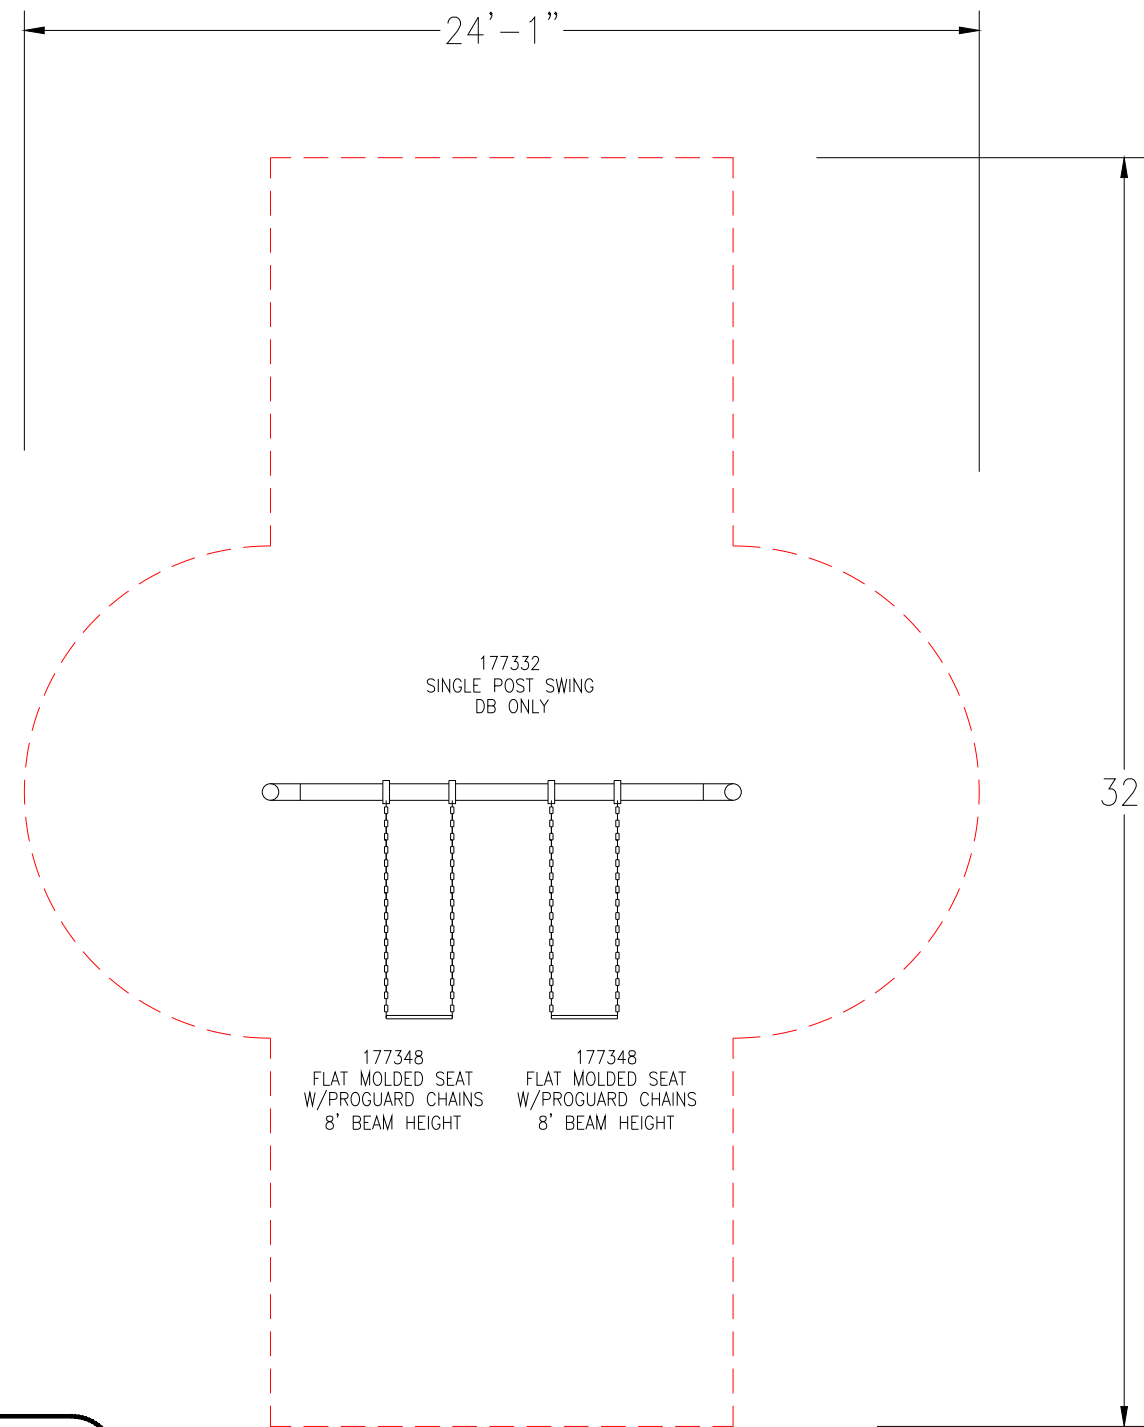 24'-1"
177332
SINGLE POST SWING
DB ONLY
32
177348
FLAT MOLDED SEAT
W/PROGUARD CHAINS
8' BEAM HEIGHT
177348
FLAT MOLDED SEAT
W/PROGUARD CHAINS
8' BEAM HEIGHT